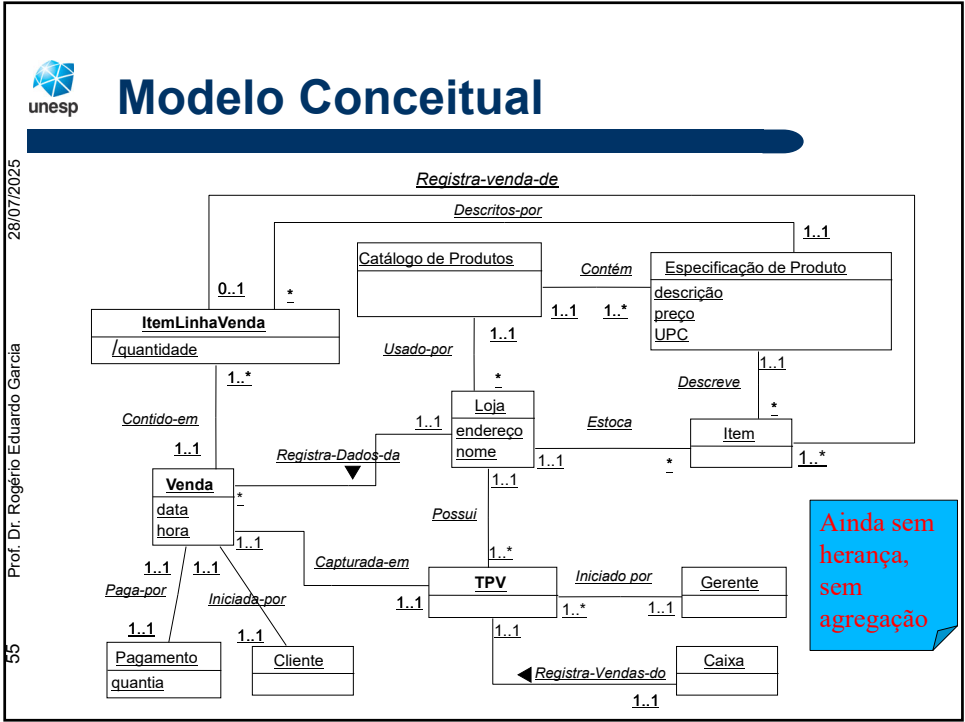 unesp
Modelo Conceitual
28/07/2025
Prof. Dr. Rogério Eduardo Garcia
55
Registra-venda-de
Descritos-por
1..1
Catálogo de Produtos
Contém
1..1
1..*
Especificação de Produto
descrição
preço
UPC
0..1
*
ItemLinhaVenda
/quantidade
1..*
1..1
Usado-por
*
1..1
Descreve
*
Contido-em
1..1
Loja
endereço
nome
1..1
Registra-Dados-da
Estoca
1..1
*
Item
1..*
Venda
data
hora
*
1..1
1..1
Possui
1..*
Capturada-em
1..1
TPV
Iniciado por
1..*
1..1
Gerente
Ainda sem
herança,
sem
agregação
1..1
1..1
Paga-por
Iniciada-por
1..1
1..1
Pagamento
quantia
Cliente
1..1
Registra-Vendas-do
1..1
Caixa